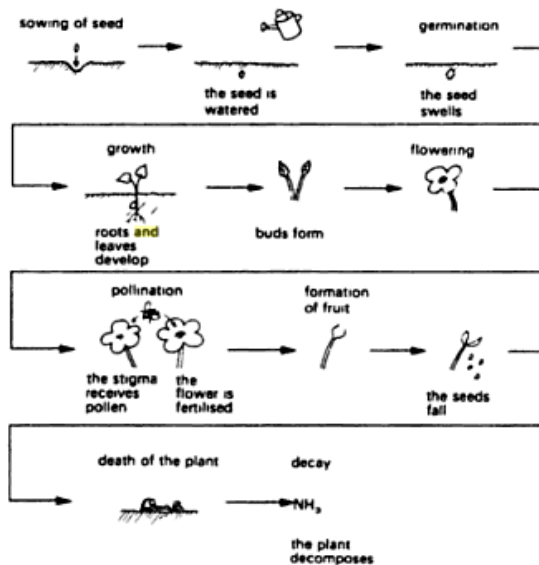 sowing of seed
the seed is
watered
germination
the seed
swells
growth
roots and
leaves
develop
buds form
flowering
pollination
the stigma
receives
pollen
the
flower is
fertilised
formation
of fruit
the seeds
fall
death of the plant
decay
NH₃
the plant
decomposes